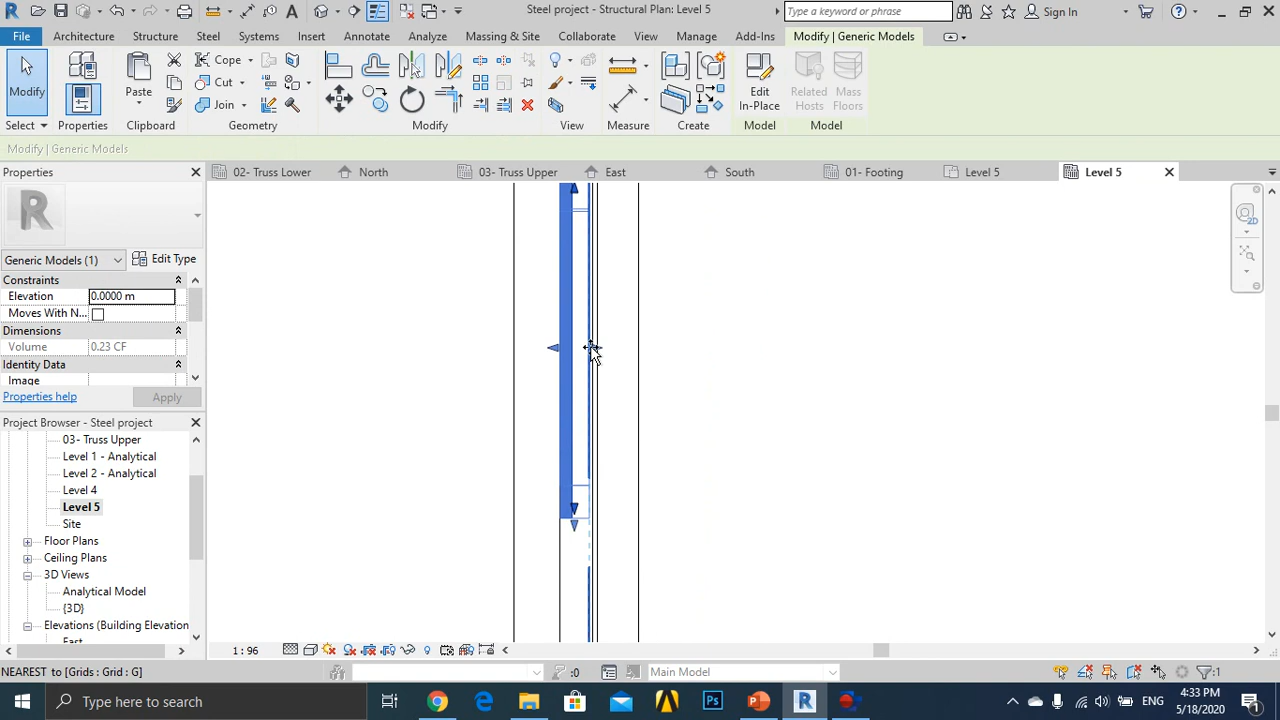 Steel project - Structural Plan: Level 5
Type a keyword or phrase
Sign In
File
Architecture
Structure
Steel
Systems
Insert
Annotate
Analyze
Massing & Site
Collaborate
View
Manage
Add-Ins
Modify | Generic Models
Modify
Paste
Cope
Cut
Join
Edit
In-Place
Related
Hosts
Mass
Floors
Select
Properties
Clipboard
Geometry
Modify
View
Measure
Create
Model
Model
Modify | Generic Models
Properties
02- Truss Lower
North
03- Truss Upper
East
South
01- Footing
Level 5
Level 5
R
Generic Models (1)
Edit Type
Constraints
Elevation
0.0000 m
Moves With N...
Dimensions
Volume
0.23 CF
Identity Data
Image
Properties help
Apply
Project Browser - Steel project
03- Truss Upper
Level 1 - Analytical
Level 2 - Analytical
Level 4
Level 5
Site
Floor Plans
Ceiling Plans
3D Views
Analytical Model
{3D}
Elevations (Building Elevation
East
2D
1 : 96
NEAREST to [Grids : Grid : G]
:0
Main Model
:1
Type here to search
Ps
R
ENG
4:33 PM
5/18/2020
1